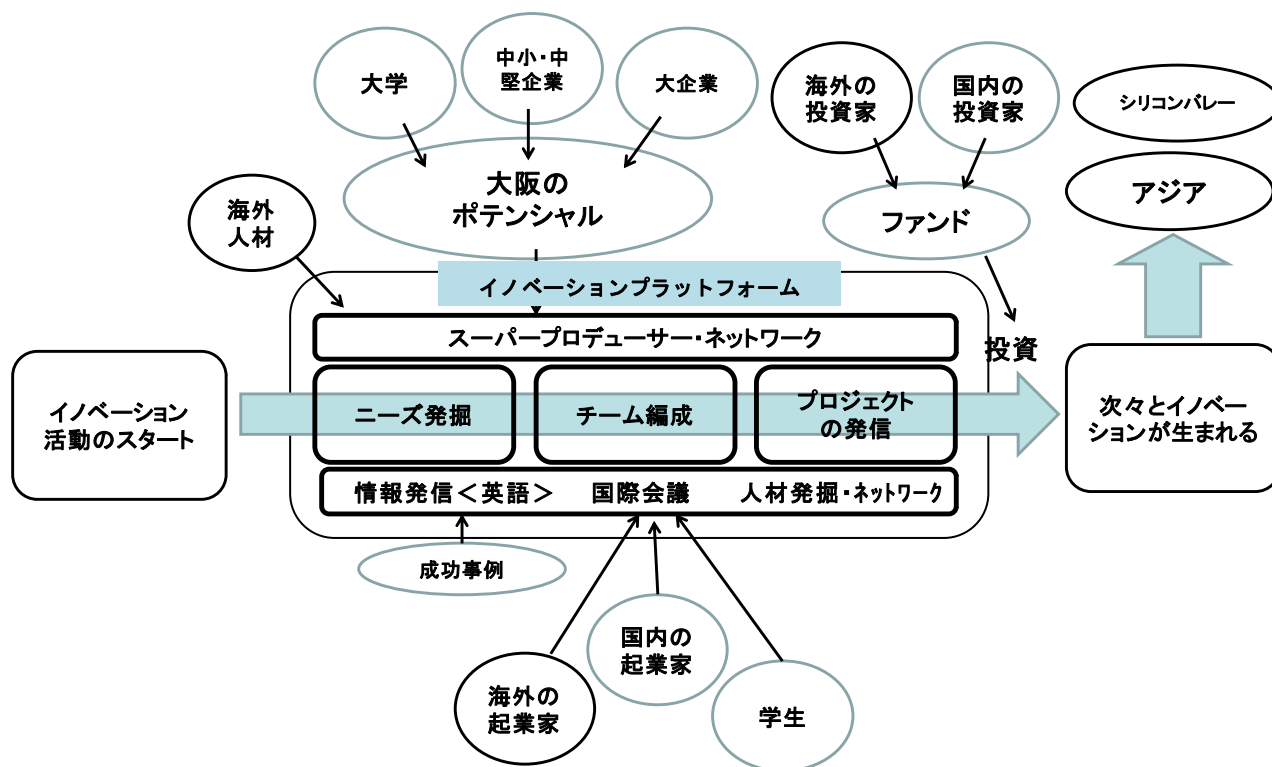 大学
中小・中
堅企業
大企業
海外の
投資家
国内の
投資家
シリコンバレー
アジア
大阪の
ポテンシャル
ファンド
海外
人材
イノベーションプラットフォーム
スーパープロデューサー・ネットワーク
投資
イノベーション
活動のスタート
ニーズ発掘
チーム編成
プロジェクト
の発信
次々とイノベー
ションが生まれる
情報発信＜英語＞ 国際会議 人材発掘・ネットワーク
成功事例
国内の
起業家
海外の
起業家
学生